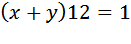 (x + y)12 = 1